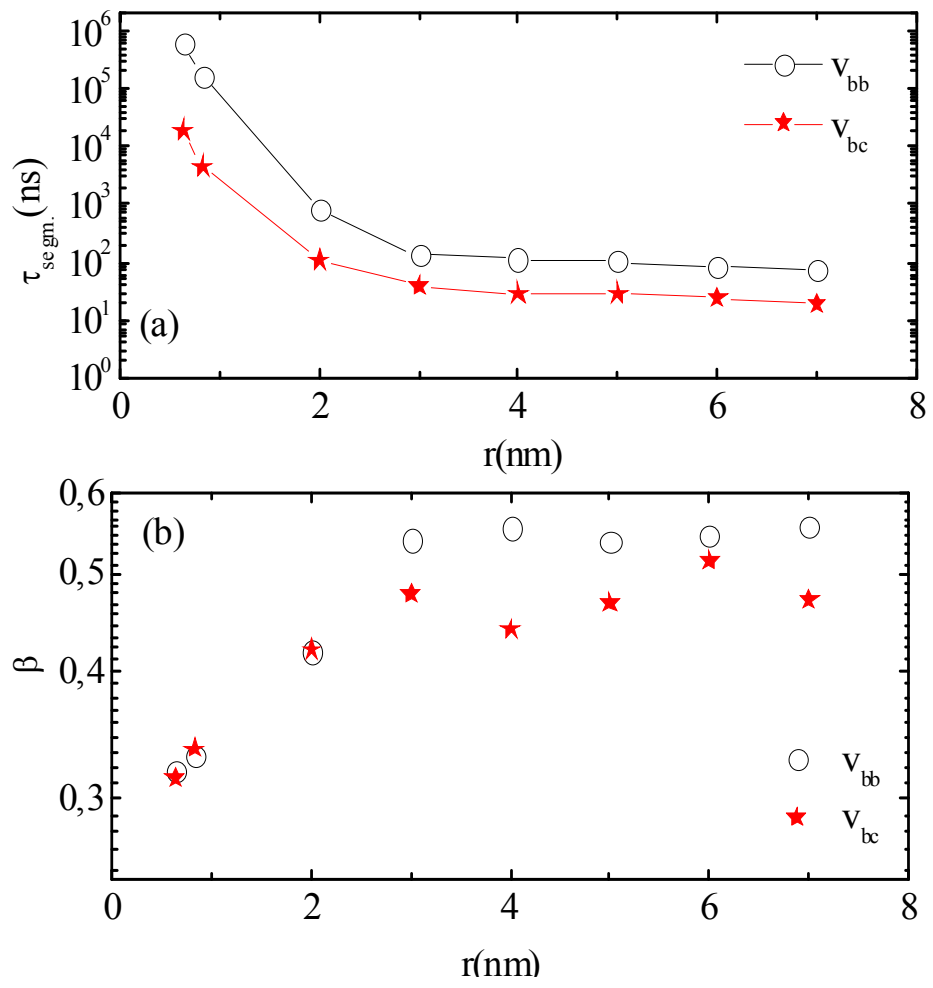 10^6
10^5
10^4
10^3
10^2
10^1
10^0
τ_segm.(ns)
v_bb
v_bc
(a)
0 2 4 6 8
r(nm)
0,6
0,5
0,4
0,3
β
(b)
v_bb
v_bc
0 2 4 6 8
r(nm)